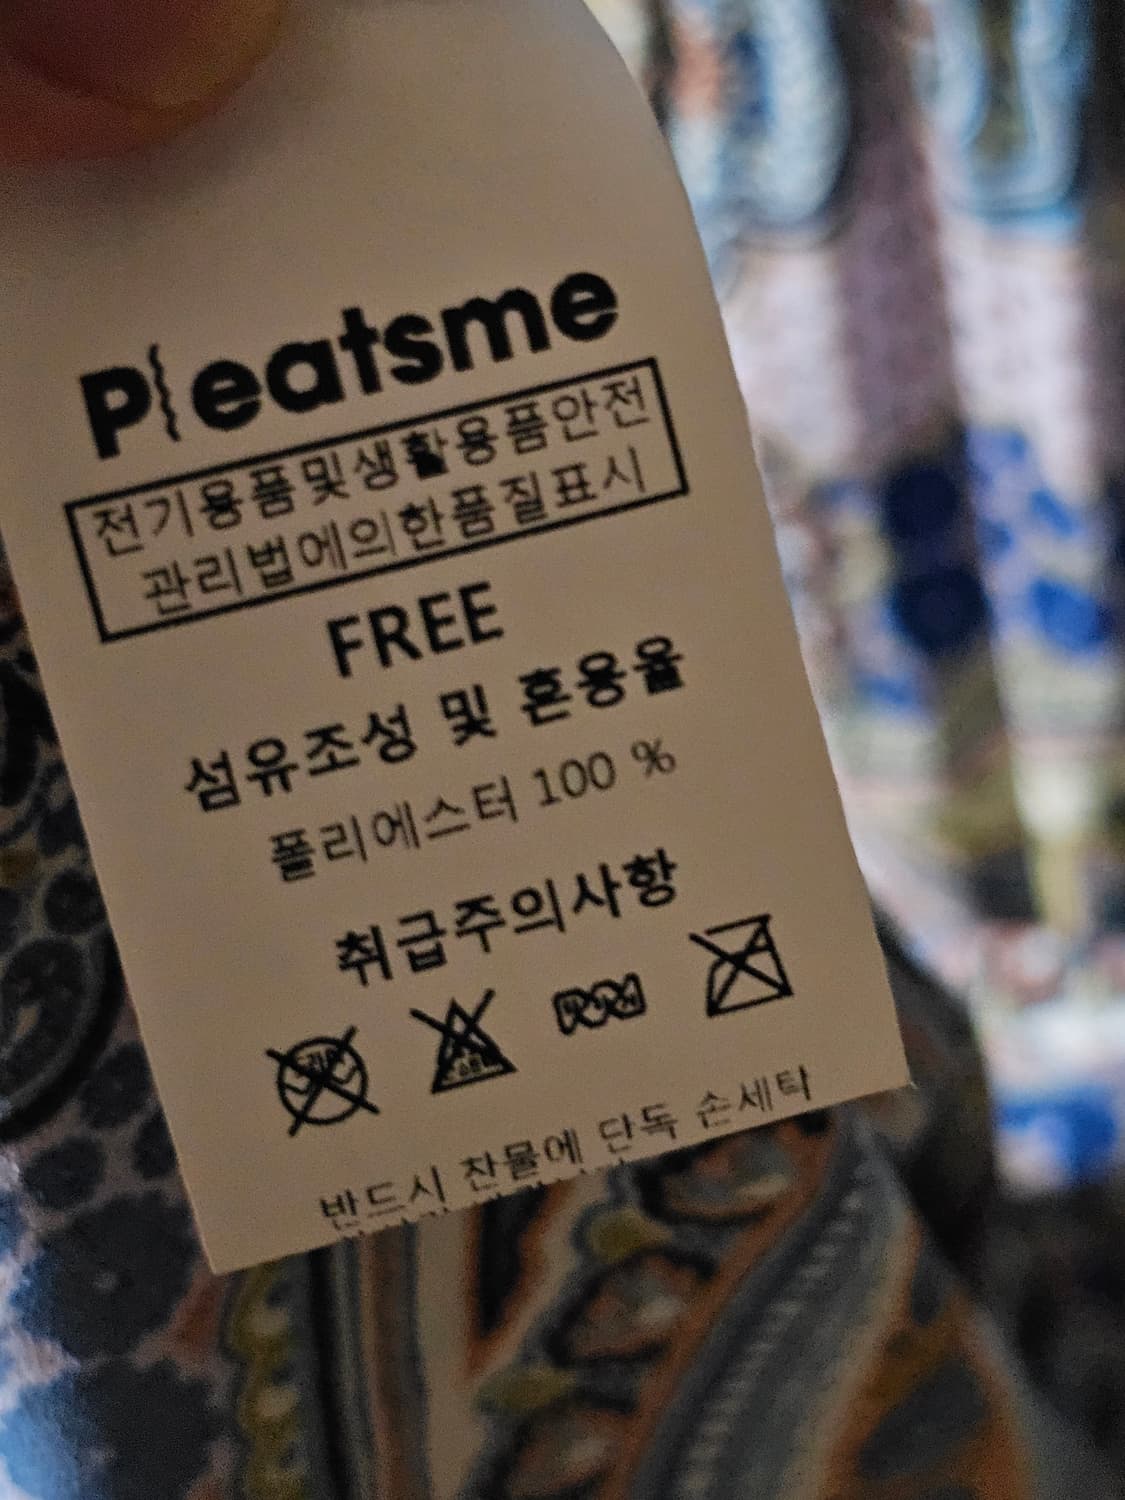 Pleatsme
전기용품및생활용품안전
관리법에의한품질표시
FREE
섬유조성 및 혼용율
폴리에스터 100 %
취급주의사항
반드시 찬물에 단독 손세탁